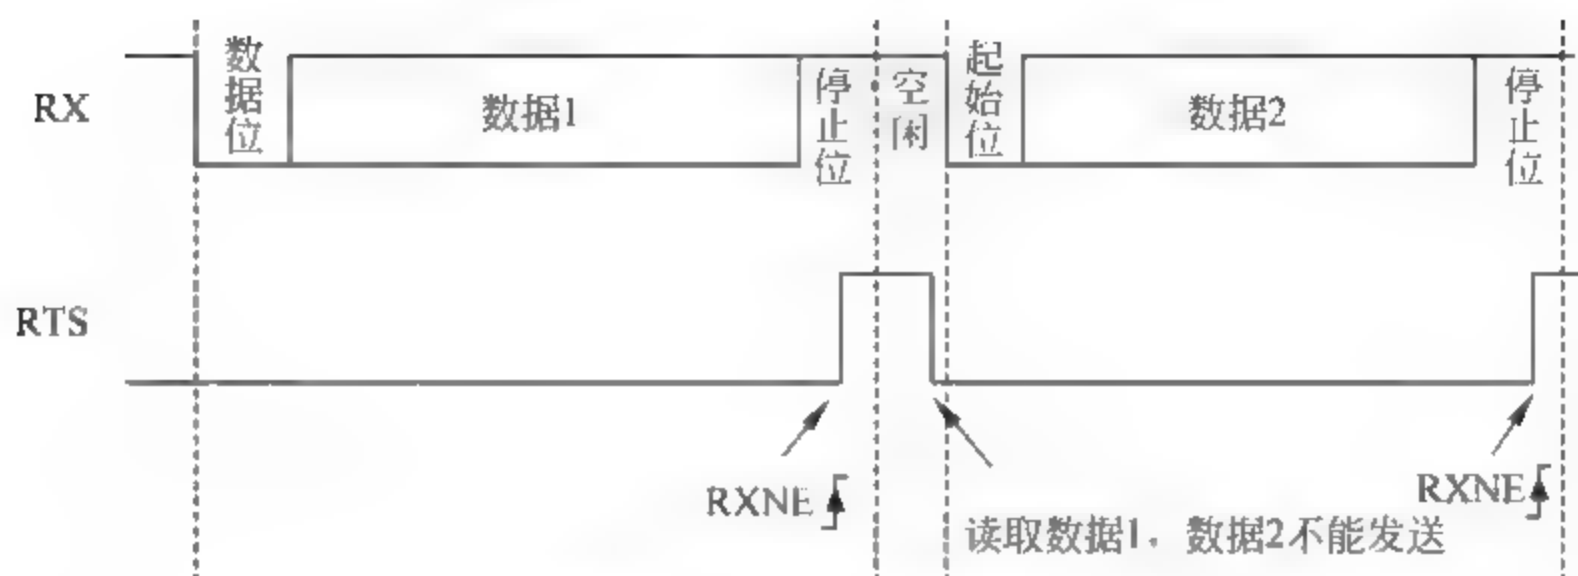 RX
数据位
数据1
停止位
空闲
起始位
数据2
停止位
RTS
RXNE
RXNE
读取数据1，数据2不能发送